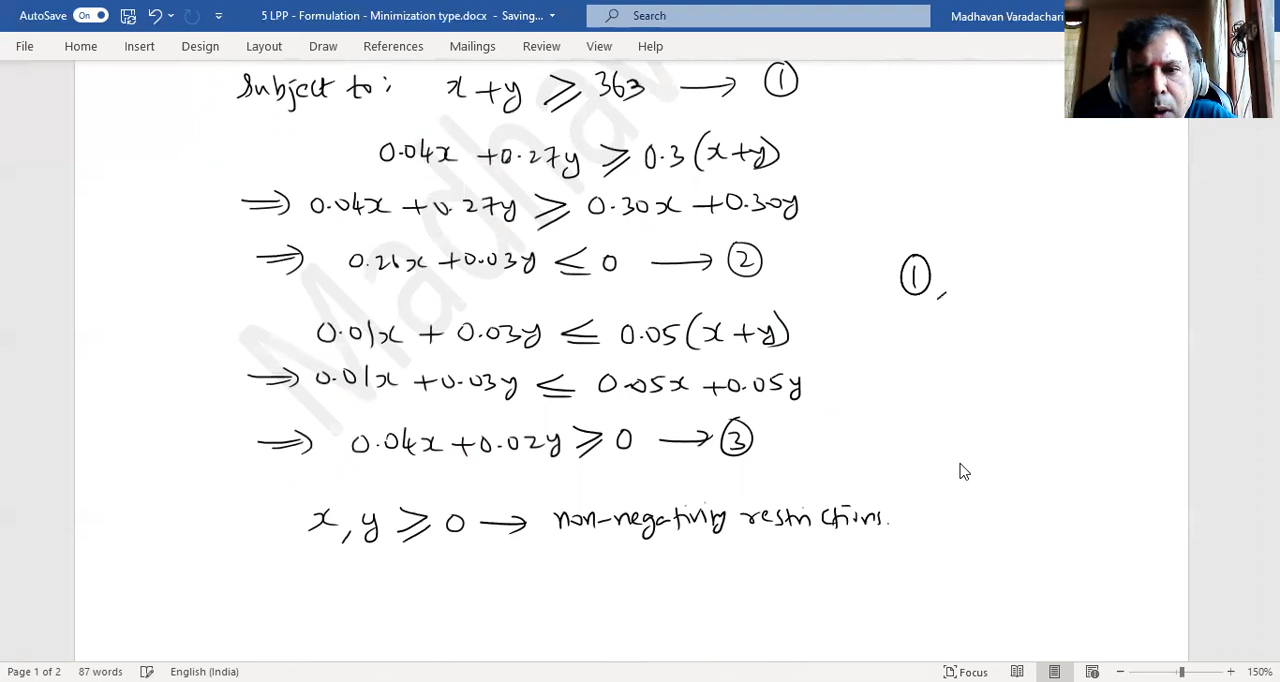 AutoSave On 5 LPP - Formulation - Minimization type.docx - Saving... Search Madhavan Varadachari
File Home Insert Design Layout Draw References Mailings Review View Help
Subject to: x + y ≥ 363 → ①
0.04x + 0.27y ≥ 0.3(x+y)
⟹ 0.04x + 0.27y ≥ 0.30x + 0.30y
⟹ 0.26x + 0.03y ≤ 0 → ②
①,
0.01x + 0.03y ≤ 0.05(x+y)
⟹ 0.01x + 0.03y ≤ 0.05x + 0.05y
⟹ 0.04x + 0.02y ≥ 0 → ③
x, y ≥ 0 → non-negativity restrictions.
Madhav
Page 1 of 2 87 words English (India) Focus 150%